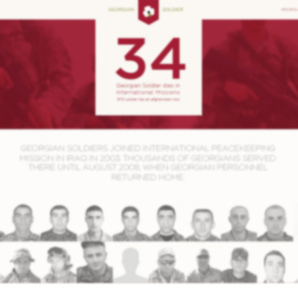 GEORGIAN SOLDIER
34
Georgian Soldier dies in
International Missions
GEORGIAN SOLDIERS JOINED INTERNATIONAL PEACEKEEPING
MISSION IN IRAQ IN 2003. THOUSANDS OF GEORGIANS SERVED
THERE UNTIL AUGUST 2008, WHEN GEORGIAN PERSONNEL
RETURNED HOME